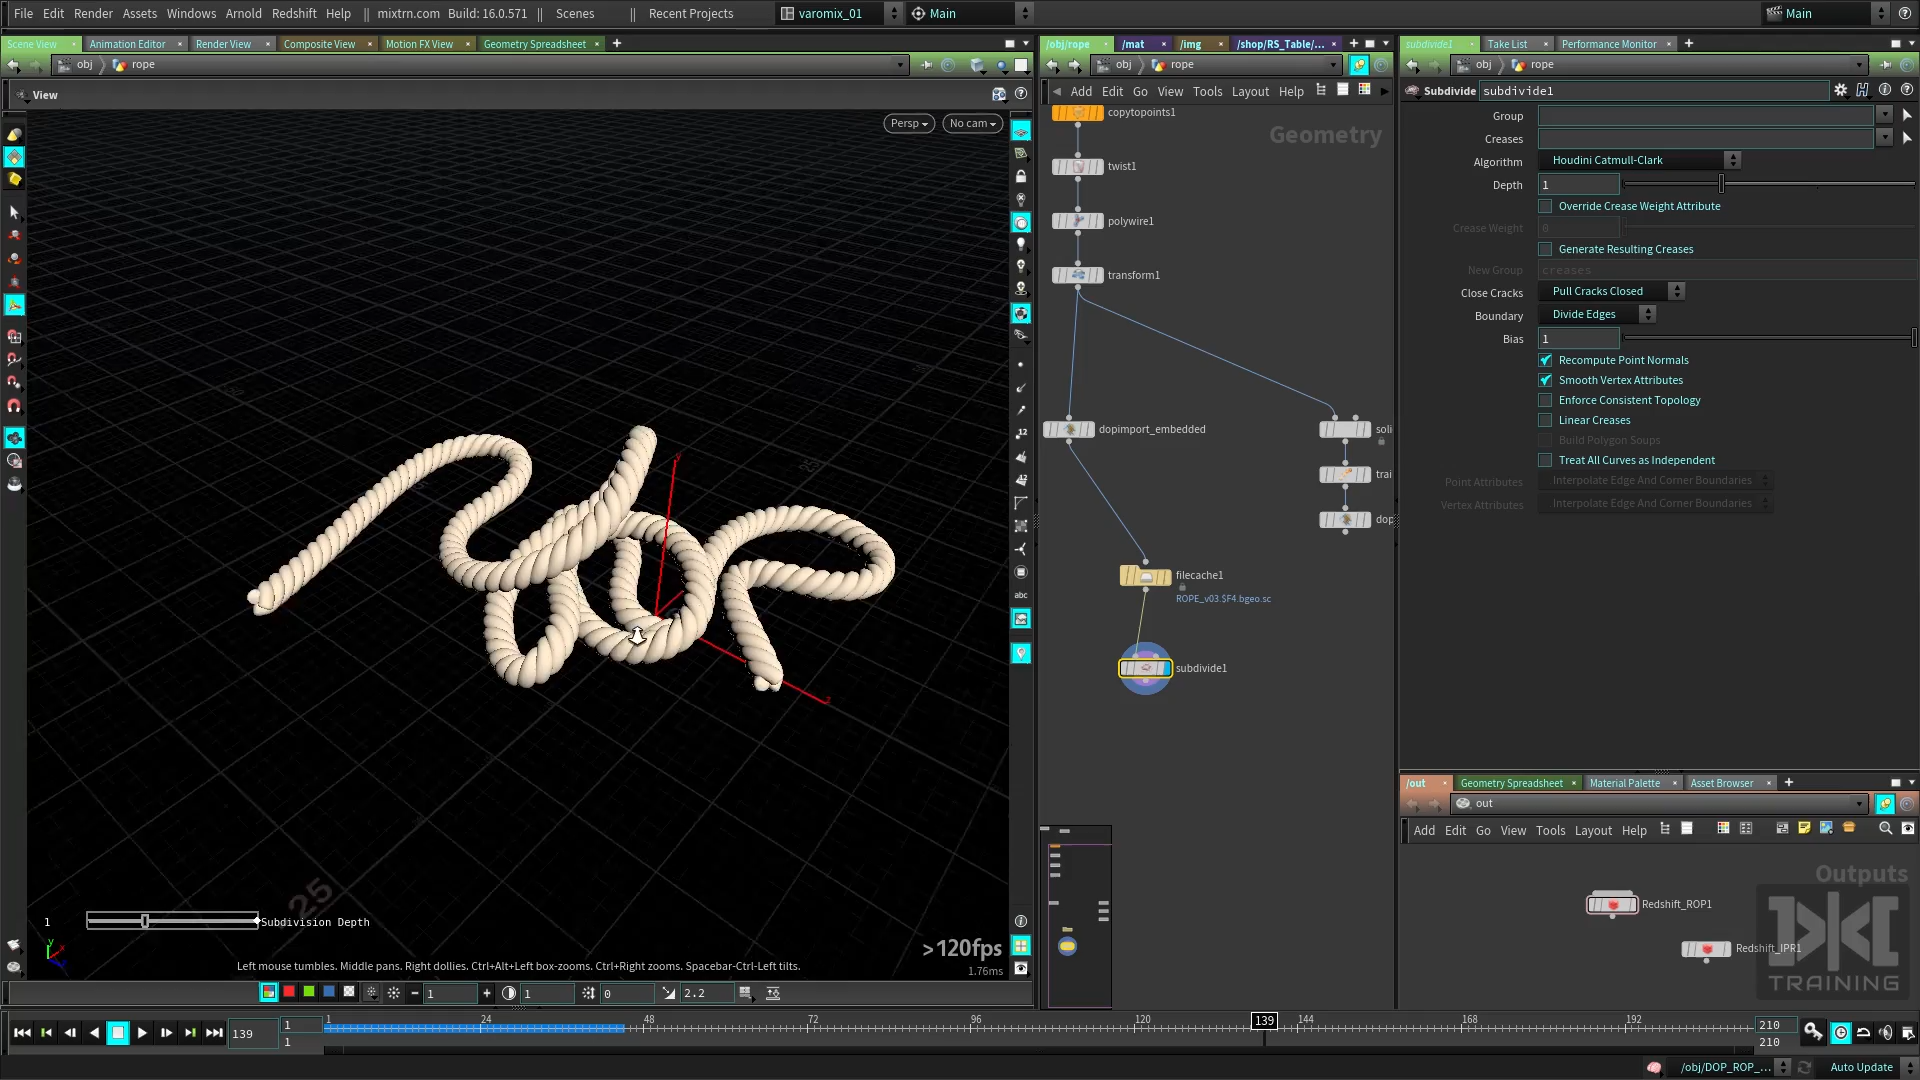 File Edit Render Assets Windows Arnold Redshift Help || mixtrn.com Build: 16.0.571 || Scenes || Recent Projects varomix_01 Main Main
Scene View Animation Editor Render View Composite View Motion FX View Geometry Spreadsheet
obj rope
View
Persp No cam
1 Subdivision Depth
>120fps
1.76ms
Left mouse tumbles. Middle pans. Right dollies. Ctrl+Alt+Left box-zooms. Ctrl+Right zooms. Spacebar-Ctrl-Left tilts.
25
12
12
abc
1 1 0 2.2
/obj/rope /mat /img /shop/RS_Table/...
obj rope
Add Edit Go View Tools Layout Help
Geometry
copytopoints1
twist1
polywire1
transform1
dopimport_embedded
soli
trai
dop
filecache1
ROPE_v03.$F4.bgeo.sc
subdivide1
subdivide1 Take List Performance Monitor
obj rope
Subdivide subdivide1
Group
Creases
Algorithm Houdini Catmull-Clark
Depth 1
Override Crease Weight Attribute
Crease Weight 0
Generate Resulting Creases
New Group creases
Close Cracks Pull Cracks Closed
Boundary Divide Edges
Bias 1
Recompute Point Normals
Smooth Vertex Attributes
Enforce Consistent Topology
Linear Creases
Build Polygon Soups
Treat All Curves as Independent
Point Attributes Interpolate Edge And Corner Boundaries
Vertex Attributes Interpolate Edge And Corner Boundaries
/out Geometry Spreadsheet Material Palette Asset Browser
out
Add Edit Go View Tools Layout Help
Outputs
Redshift_ROP1
Redshift_IPR1
TRAINING
139 1 1 24 48 72 96 120 139 144 168 192 210
1 210
/obj/DOP_ROP_... Auto Update